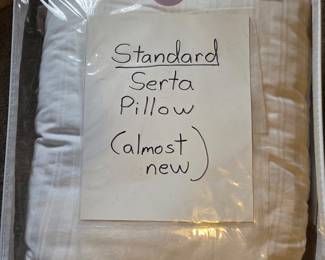 Standard
Serta
Pillow
(almost
new)